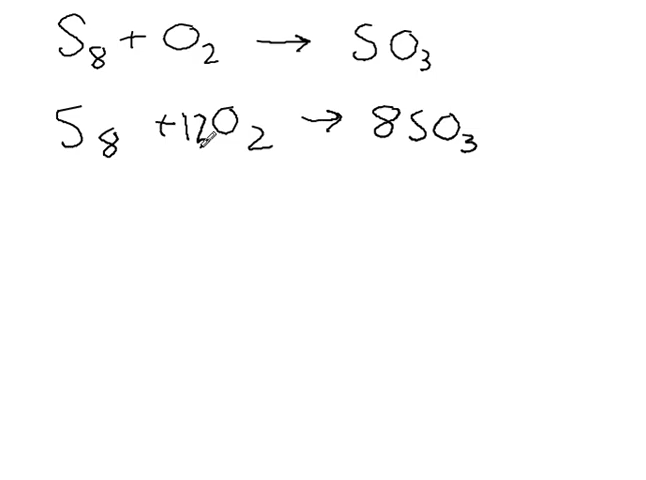 S₈ + O₂ → SO₃
S₈ + 12O₂ → 8SO₃